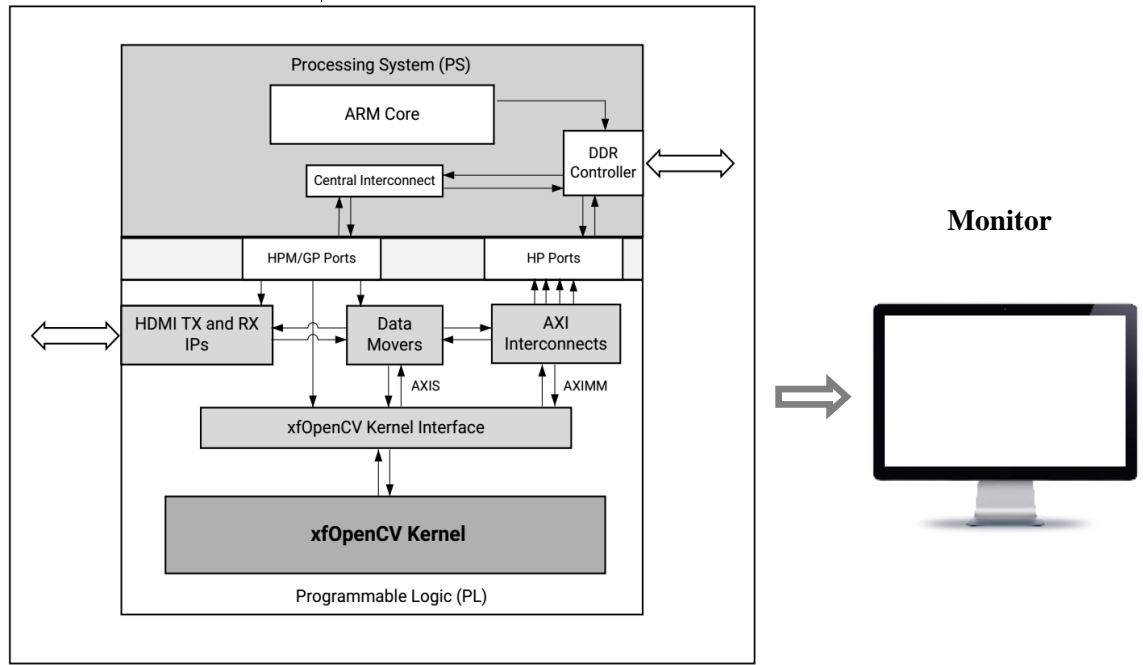 Processing System (PS)
ARM Core
DDR
Controller
Central Interconnect
Monitor
HPM/GP Ports
HP Ports
HDMI TX and RX
IPs
Data
Movers
AXI
Interconnects
AXIS
AXIMM
xfOpenCV Kernel Interface
xfOpenCV Kernel
Programmable Logic (PL)